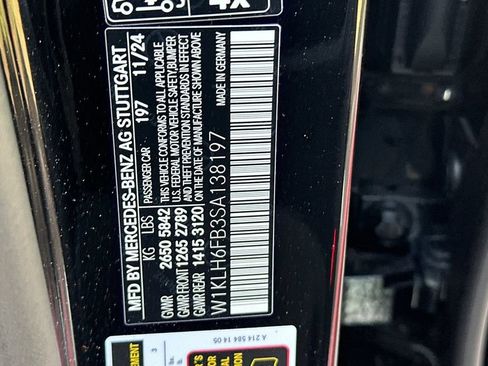 4X
MFD BY MERCEDES-BENZ AG STUTTGART
PASSENGER CAR 197 11/24
KG LBS
GVWR 2650 5842
GAWR FRONT 1265 2789
GAWR REAR 1415 3120
THIS VEHICLE CONFORMS TO ALL APPLICABLE
U.S. FEDERAL MOTOR VEHICLE SAFETY, BUMPER
AND THEFT PREVENTION STANDARDS IN EFFECT
ON THE DATE OF MANUFACTURE SHOWN ABOVE
W1KLH6FB3SA138197
MADE IN GERMANY
A 214 584 14 05